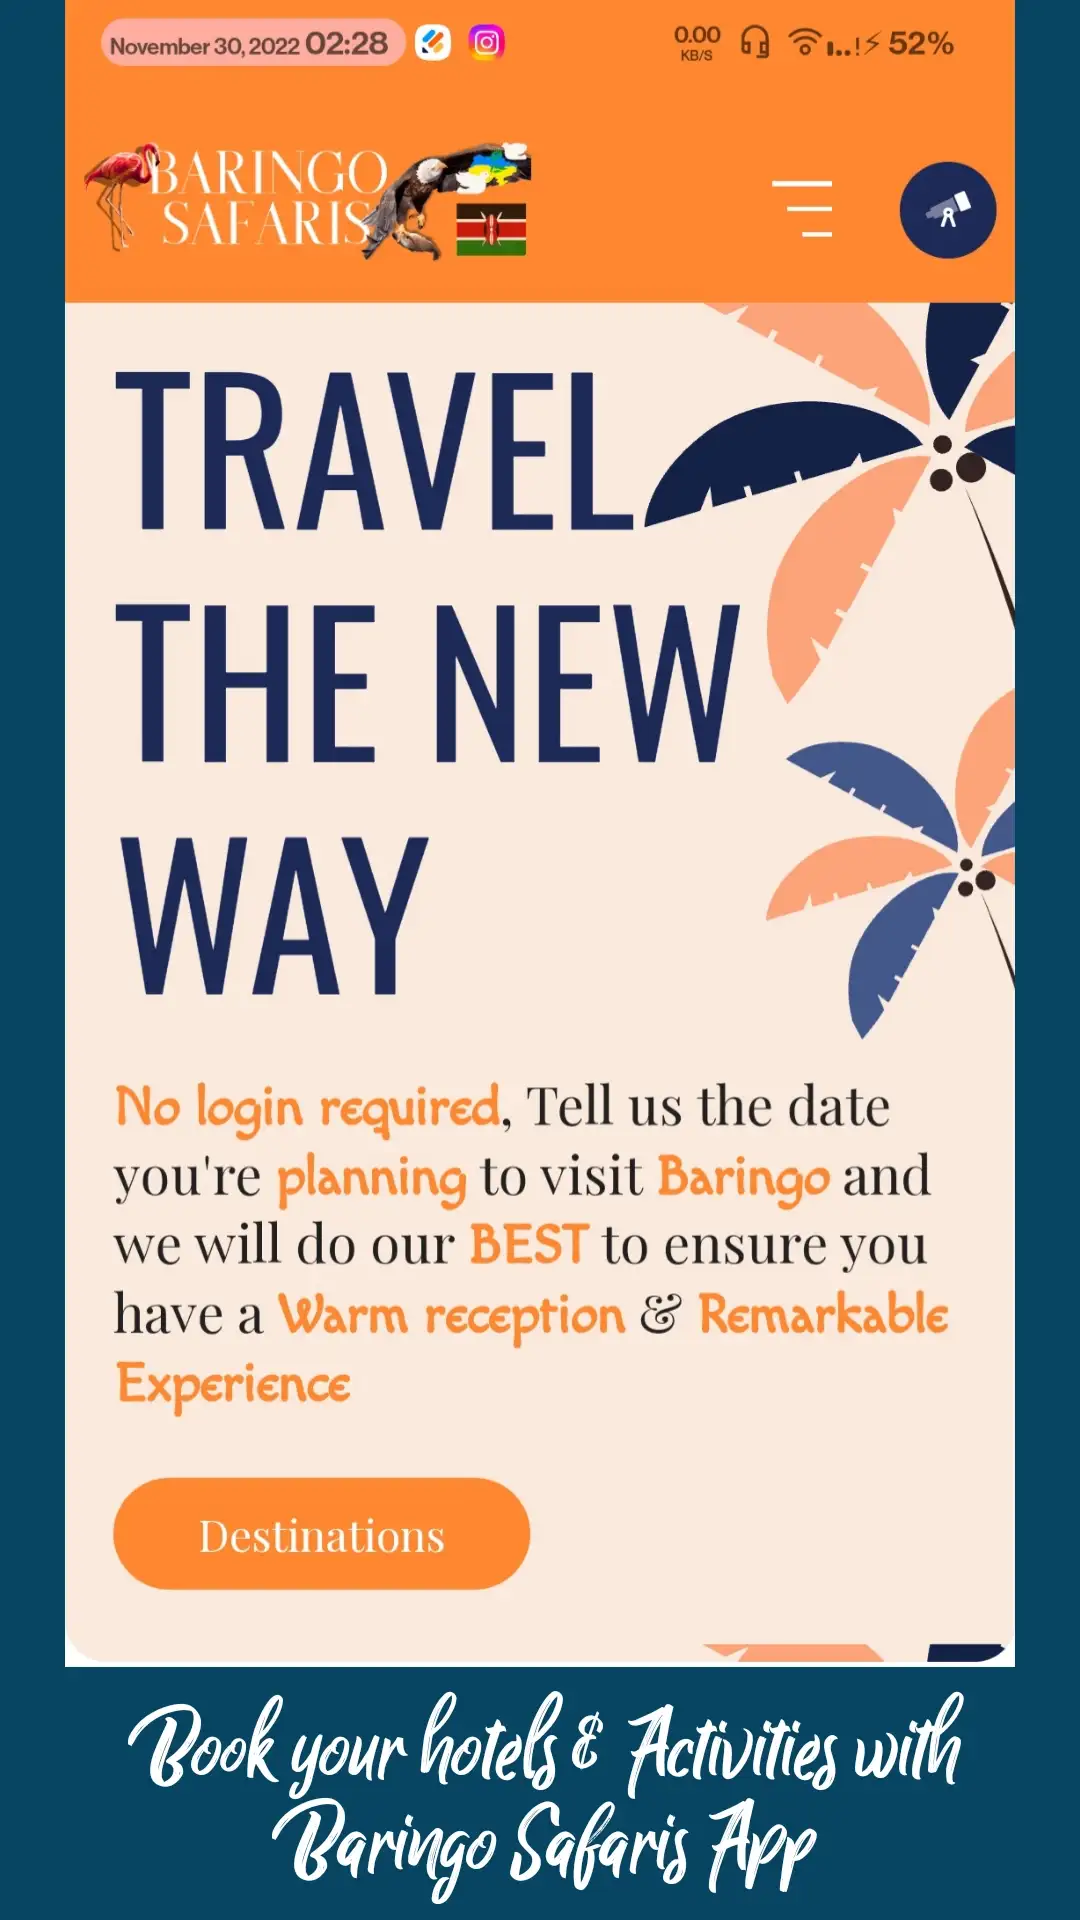 November 30, 2022 02:28
0.00
KB/S
52%
BARINGO
SAFARIS
TRAVEL
THE NEW
WAY
No login required, Tell us the date
you're planning to visit Baringo and
we will do our BEST to ensure you
have a Warm reception & Remarkable
Experience
Destinations
Book your hotels & Activities with
Baringo Safaris App